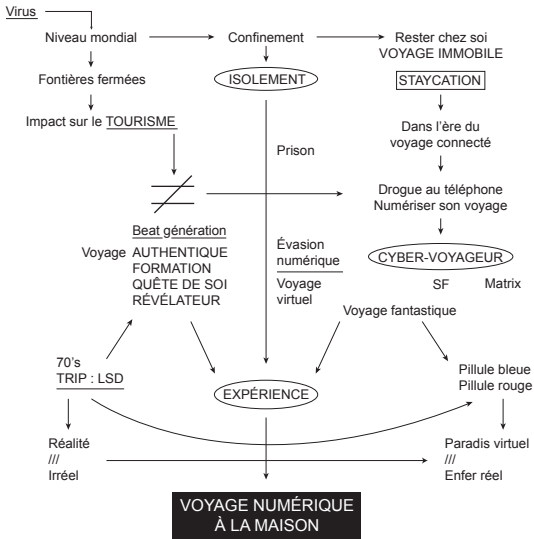 Virus
Niveau mondial
Confinement
Rester chez soi
VOYAGE IMMOBILE
Fontières fermées
ISOLEMENT
STAYCATION
Impact sur le TOURISME
Dans l'ère du
voyage connecté
Prison
Drogue au téléphone
Numériser son voyage
Beat génération
Voyage AUTHENTIQUE
FORMATION
QUÊTE DE SOI
RÉVÉLATEUR
Évasion
numérique
Voyage
virtuel
CYBER-VOYAGEUR
SF
Matrix
Voyage fantastique
70's
TRIP : LSD
EXPÉRIENCE
Pillule bleue
Pillule rouge
Réalité
///
Irréel
Paradis virtuel
///
Enfer réel
VOYAGE NUMÉRIQUE
À LA MAISON